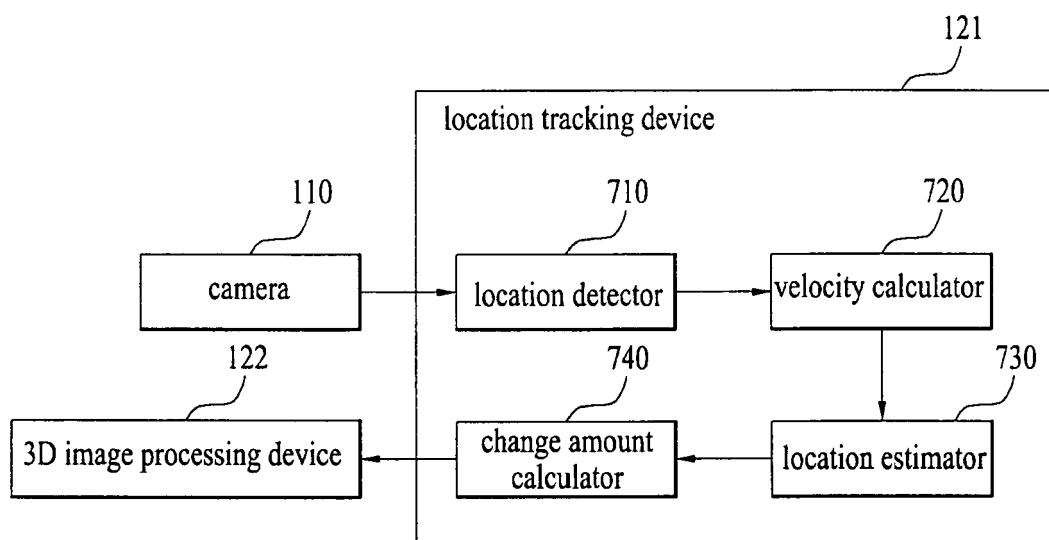 121
location tracking device
110
710
720
camera
location detector
velocity calculator
122
740
730
3D image processing device
change amount
calculator
location estimator